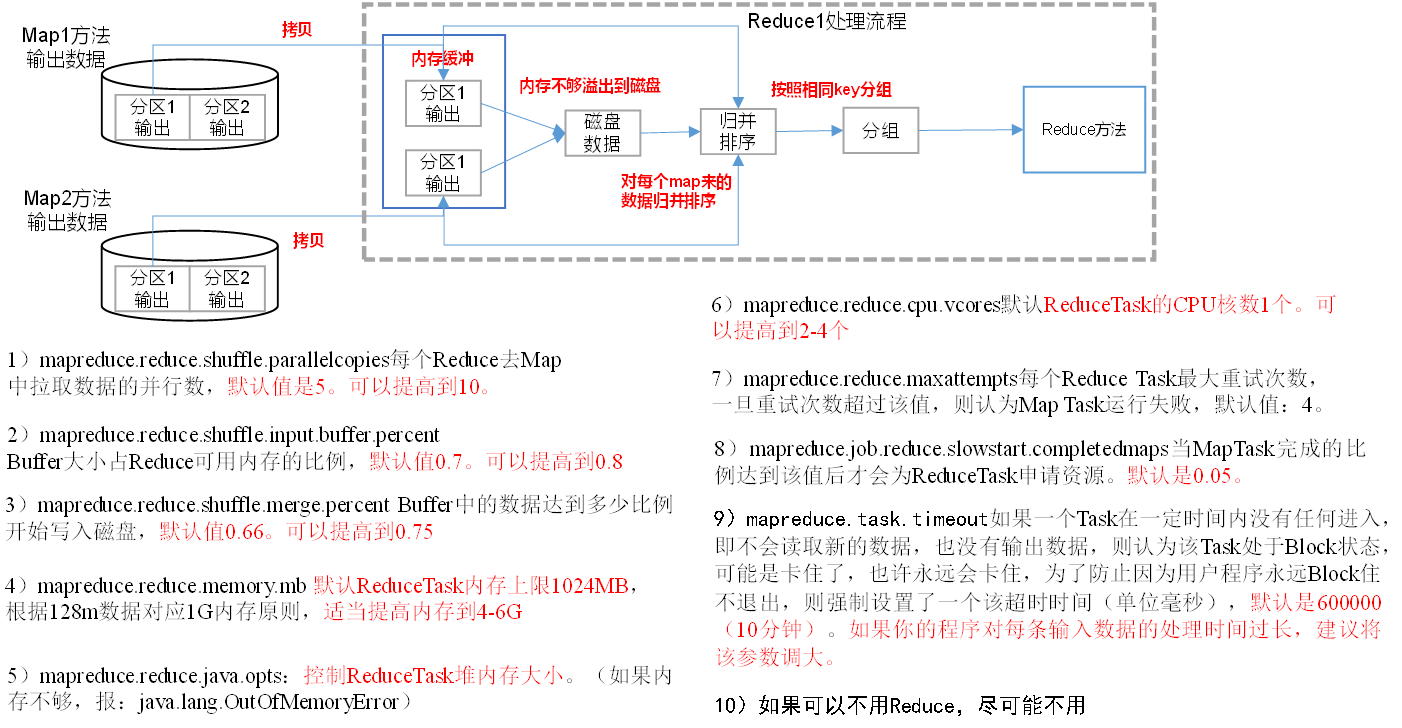 Reduce1处理流程
Map1方法
输出数据
拷贝
分区1
输出
分区2
输出
内存缓冲
分区1
输出
分区1
输出
内存不够溢出到磁盘
磁盘
数据
归并
排序
对每个map来的
数据归并排序
按照相同key分组
分组
Reduce方法
Map2方法
输出数据
拷贝
分区1
输出
分区2
输出
1）mapreduce.reduce.shuffle.parallelcopies每个Reduce去Map
中拉取数据的并行数，默认值是5。可以提高到10。
2）mapreduce.reduce.shuffle.input.buffer.percent
Buffer大小占Reduce可用内存的比例，默认值0.7。可以提高到0.8
3）mapreduce.reduce.shuffle.merge.percent Buffer中的数据达到多少比例
开始写入磁盘，默认值0.66。可以提高到0.75
4）mapreduce.reduce.memory.mb 默认ReduceTask内存上限1024MB，
根据128m数据对应1G内存原则，适当提高内存到4-6G
5）mapreduce.reduce.java.opts：控制ReduceTask堆内存大小。（如果内
存不够，报：java.lang.OutOfMemoryError）
6）mapreduce.reduce.cpu.vcores默认ReduceTask的CPU核数1个。可
以提高到2-4个
7）mapreduce.reduce.maxattempts每个Reduce Task最大重试次数，
一旦重试次数超过该值，则认为Map Task运行失败，默认值：4。
8）mapreduce.job.reduce.slowstart.completedmaps当MapTask完成的比
例达到该值后才会为ReduceTask申请资源。默认是0.05。
9）mapreduce.task.timeout如果一个Task在一定时间内没有任何进入，
即不会读取新的数据，也没有输出数据，则认为该Task处于Block状态，
可能是卡住了，也许永远会卡住，为了防止因为用户程序永远Block住
不退出，则强制设置了一个该超时时间（单位毫秒），默认是600000
（10分钟）。如果你的程序对每条输入数据的处理时间过长，建议将
该参数调大。
10）如果可以不用Reduce，尽可能不用